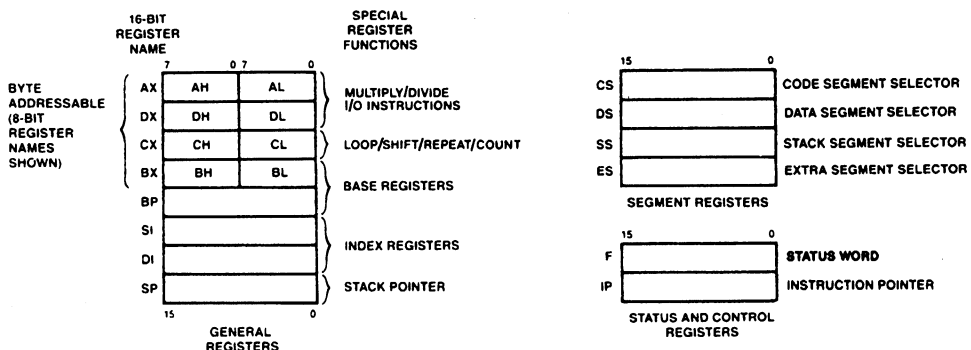 16-BIT
REGISTER
NAME
SPECIAL
REGISTER
FUNCTIONS
7 0 7 0
BYTE
ADDRESSABLE
(8-BIT
REGISTER
NAMES
SHOWN)
AX AH AL
DX DH DL
CX CH CL
BX BH BL
BP
SI
DI
SP
15 0
MULTIPLY/DIVIDE
I/O INSTRUCTIONS
LOOP/SHIFT/REPEAT/COUNT
BASE REGISTERS
INDEX REGISTERS
STACK POINTER
GENERAL
REGISTERS
15 0
CS CODE SEGMENT SELECTOR
DS DATA SEGMENT SELECTOR
SS STACK SEGMENT SELECTOR
ES EXTRA SEGMENT SELECTOR
SEGMENT REGISTERS
15 0
F STATUS WORD
IP INSTRUCTION POINTER
STATUS AND CONTROL
REGISTERS